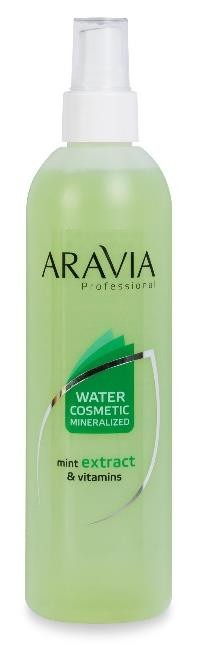 ARAVIA
Professional
WATER
COSMETIC
MINERALIZED
mint extract
& vitamins